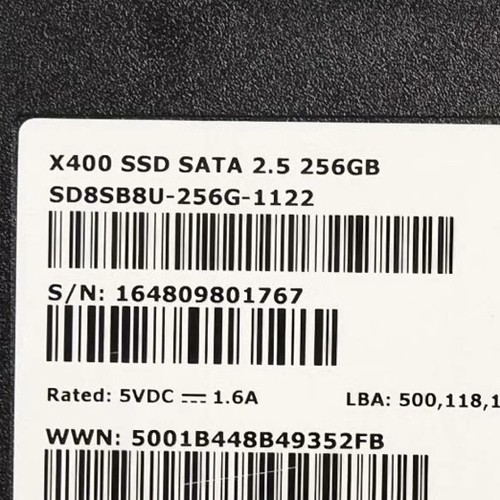 X400 SSD SATA 2.5 256GB
SD8SB8U-256G-1122
S/N: 164809801767
Rated: 5VDC ⎓ 1.6A
LBA: 500,118,1
WWN: 5001B448B49352FB